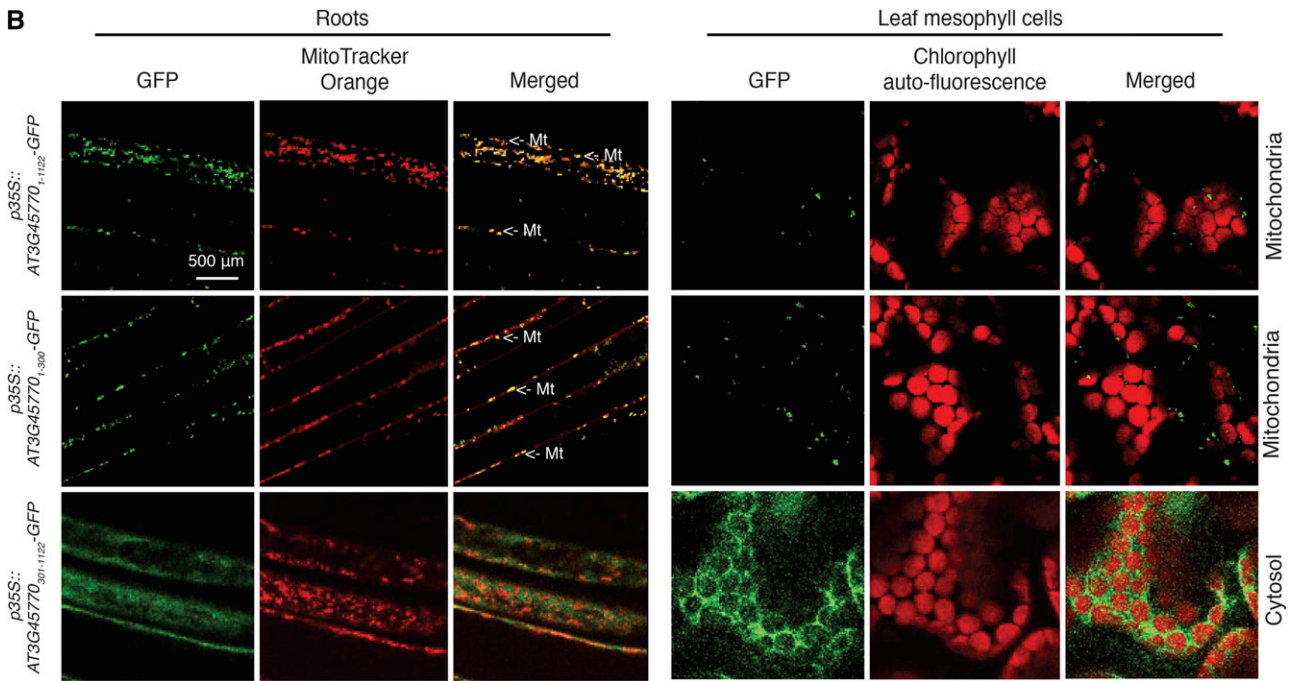 B
Roots
Leaf mesophyll cells
GFP
MitoTracker
Orange
Merged
GFP
Chlorophyll
auto-fluorescence
Merged
p35S::
AT3G45770₁₋₁₁₂₂-GFP
<- Mt
<- Mt
<- Mt
500 µm
Mitochondria
p35S::
AT3G45770₁₋₃₀₀-GFP
<- Mt
<- Mt
<- Mt
Mitochondria
p35S::
AT3G45770₃₀₁₋₁₁₂₂-GFP
Cytosol